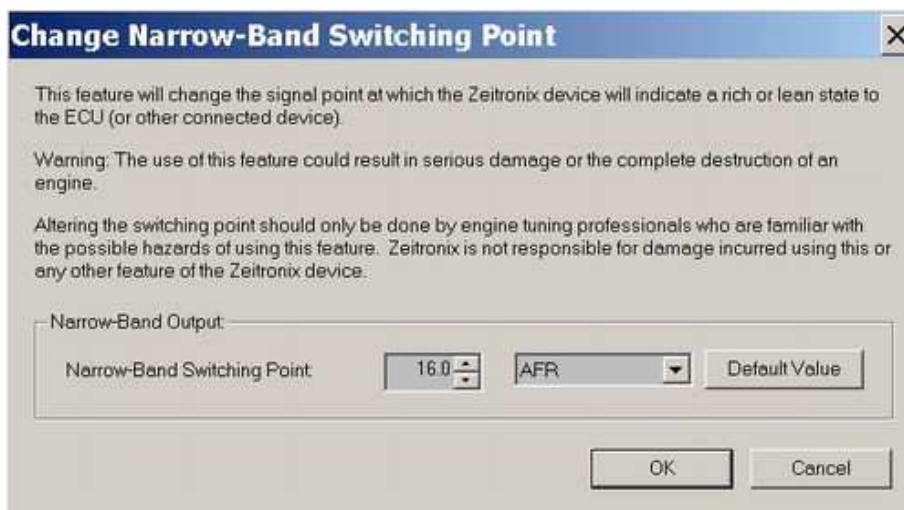 Change Narrow-Band Switching Point
This feature will change the signal point at which the Zeitronix device will indicate a rich or lean state to
the ECU (or other connected device).
Warning: The use of this feature could result in serious damage or the complete destruction of an
engine.
Altering the switching point should only be done by engine tuning professionals who are familiar with
the possible hazards of using this feature. Zeitronix is not responsible for damage incurred using this or
any other feature of the Zeitronix device.
Narrow-Band Output:
Narrow-Band Switching Point: 16.0 AFR Default Value
OK Cancel